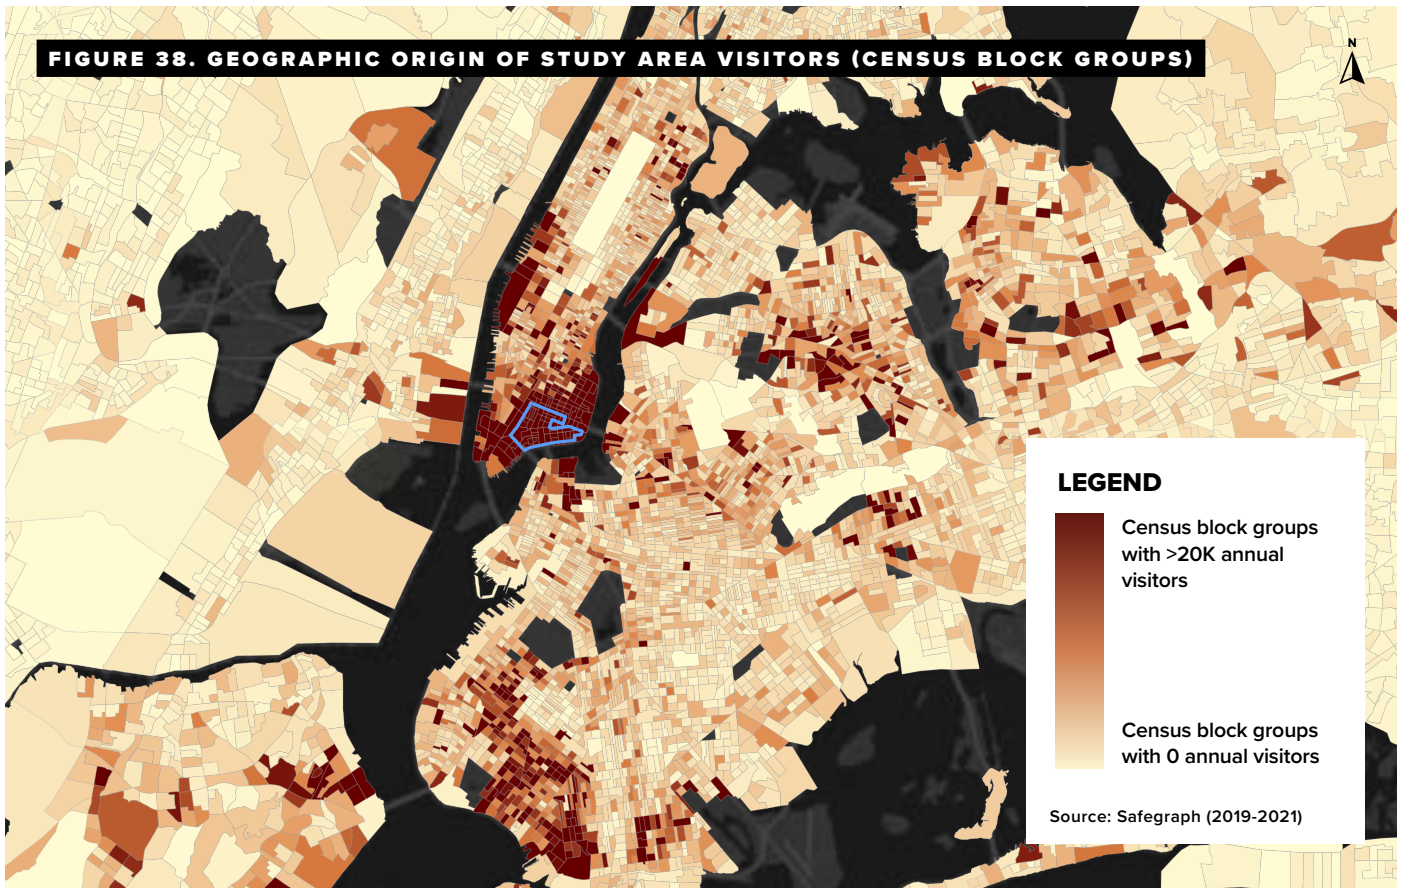 FIGURE 38. GEOGRAPHIC ORIGIN OF STUDY AREA VISITORS (CENSUS BLOCK GROUPS)
N
LEGEND
Census block groups
with >20K annual
visitors
Census block groups
with 0 annual visitors
Source: Safegraph (2019-2021)